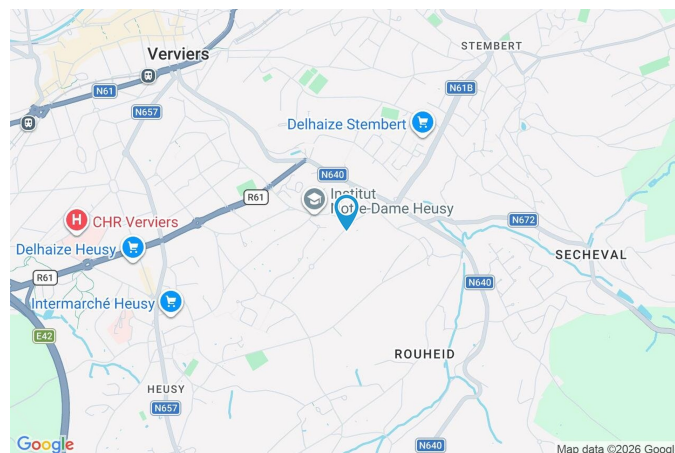 STEMBERT
Verviers
N61
N657
N61B
Delhaize Stembert
N640
R61
Institut
Notre-Dame Heusy
H
CHR Verviers
N672
Delhaize Heusy
SECHEVAL
R61
N640
Intermarché Heusy
E42
ROUHEID
HEUSY
N657
Google
N640
Map data ©2026 Googl